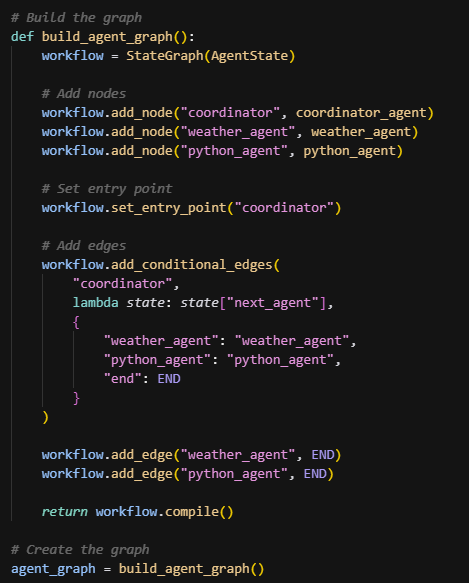 # Build the graph
def build_agent_graph():
    workflow = StateGraph(AgentState)

    # Add nodes
    workflow.add_node("coordinator", coordinator_agent)
    workflow.add_node("weather_agent", weather_agent)
    workflow.add_node("python_agent", python_agent)

    # Set entry point
    workflow.set_entry_point("coordinator")

    # Add edges
    workflow.add_conditional_edges(
        "coordinator",
        lambda state: state["next_agent"],
        {
            "weather_agent": "weather_agent",
            "python_agent": "python_agent",
            "end": END
        }
    )

    workflow.add_edge("weather_agent", END)
    workflow.add_edge("python_agent", END)

    return workflow.compile()

# Create the graph
agent_graph = build_agent_graph()